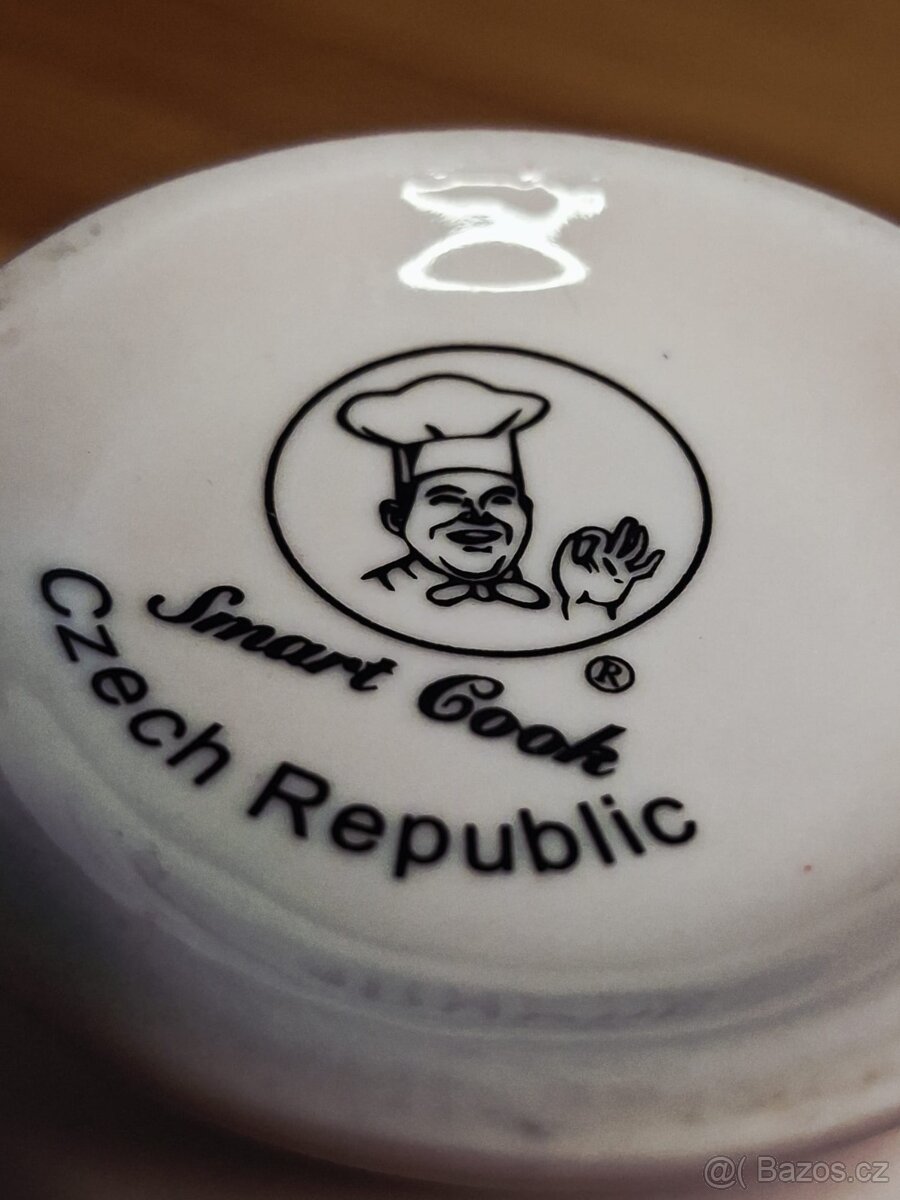 Smart Cook ®
Czech Republic
@( Bazos.cz